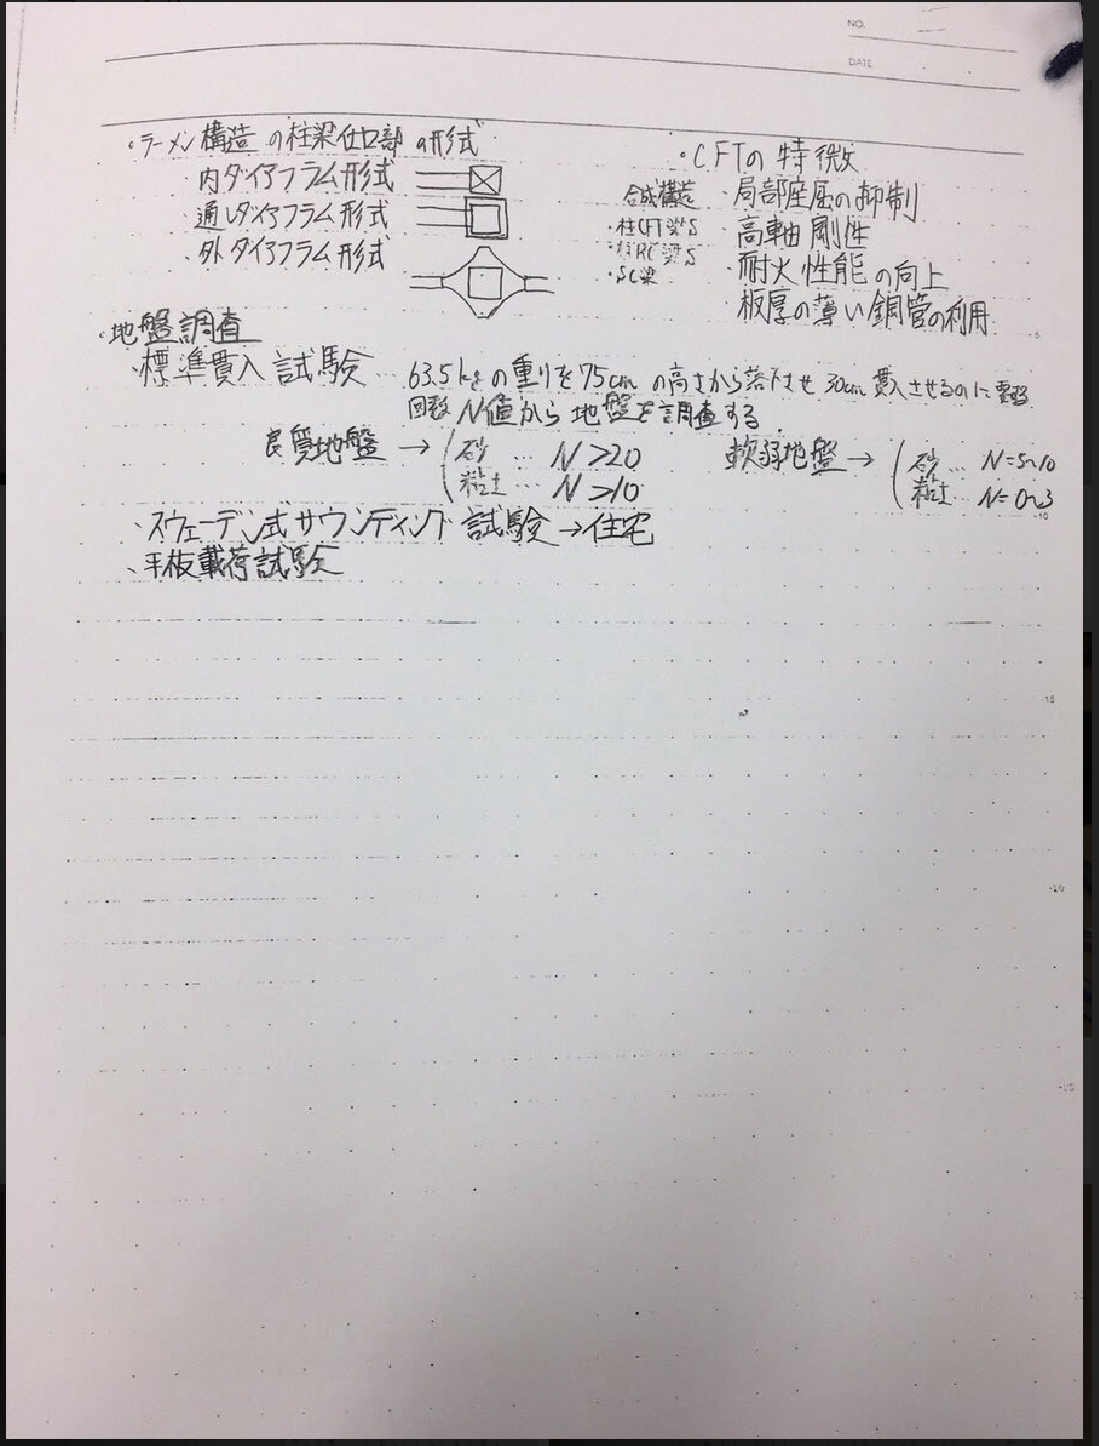 NO.
DATE
・ラーメン構造の柱梁仕口部の形式
内ダイアフラム形式
通しダイアフラム形式
外ダイアフラム形式
・CFTの特徴
・局部座屈の抑制
高軸剛性
・耐火性能の向上
板厚の薄い鋼管の利用
合成構造
・柱CFT梁S
RC梁S
・SC梁
・地盤調査
・標準貫入試験… 63.5kgの重りを75cmの高さから落下させ30cm貫入させるのに要する
回数 N値から地盤を調査する
良質地盤→(砂…N>20
粘土…N>10
軟弱地盤→(砂…N=5~10
粘土…N=0~3
・スウェーデン式サウンディング試験→住宅
・平板載荷試験
5
10
15
20
25